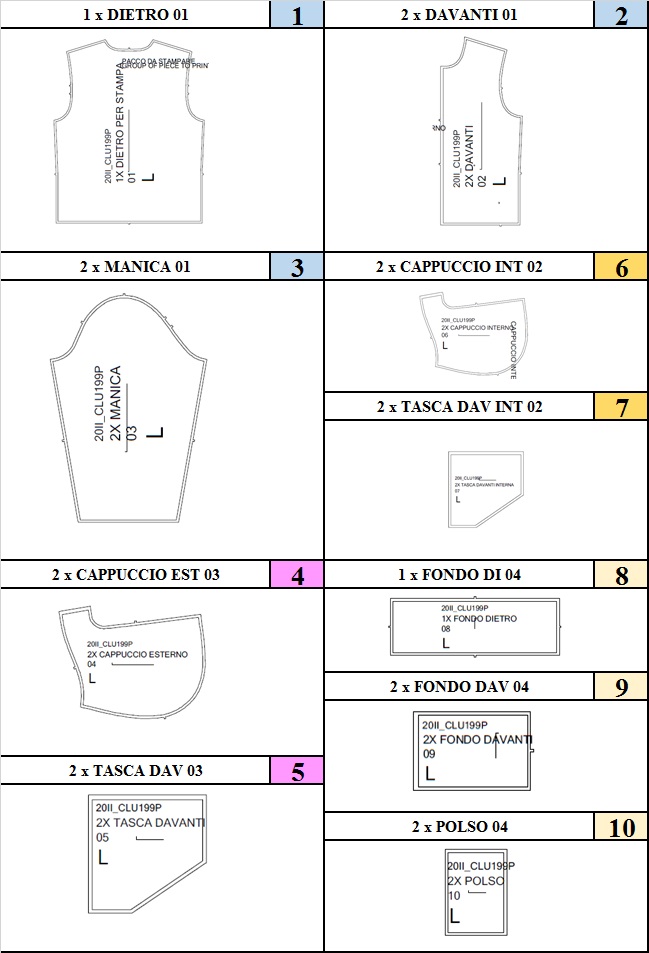 1 x DIETRO 01
1
PACCO DA STAMPARE
(GROUP OF PIECE TO PRIN
20II_CLU199P
1X DIETRO PER STAMPA
01
L
2 x DAVANTI 01
2
20II_CLU199P
2X DAVANTI
02
L
2 x MANICA 01
3
20II_CLU199P
2X MANICA
03
L
2 x CAPPUCCIO INT 02
6
20II_CLU199P
2X CAPPUCCIO INTERNO
06
L
CAPPUCCIO INTE
2 x TASCA DAV INT 02
7
20II_CLU199P
2X TASCA DAVANTI INTERNA
07
L
2 x CAPPUCCIO EST 03
4
20II_CLU199P
2X CAPPUCCIO ESTERNO
04
L
1 x FONDO DI 04
8
20II_CLU199P
1X FONDO DIETRO
08
L
2 x FONDO DAV 04
9
20II_CLU199P
2X FONDO DAVANTI
09
L
2 x TASCA DAV 03
5
20II_CLU199P
2X TASCA DAVANTI
05
L
2 x POLSO 04
10
20II_CLU199P
2X POLSO
10
L